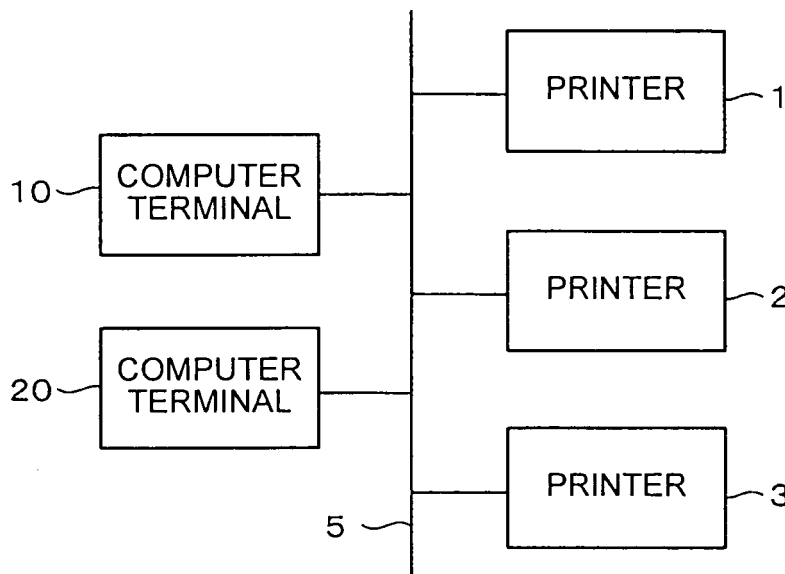 PRINTER
1
COMPUTER
TERMINAL
10
PRINTER
2
COMPUTER
TERMINAL
20
PRINTER
3
5